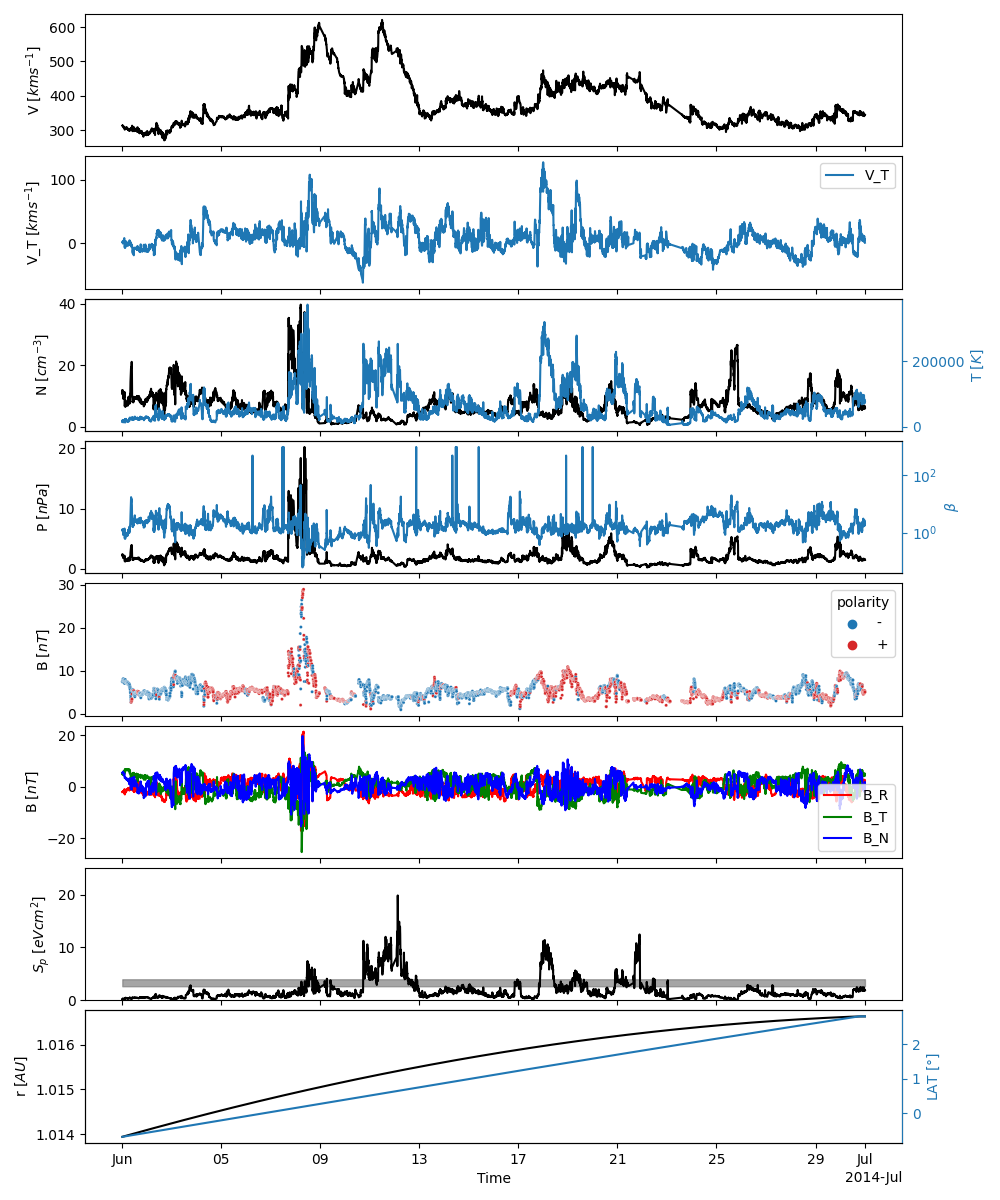 600
500
400
300
V [kms⁻¹]
100
0
V_T [kms⁻¹]
V_T
40
20
0
N [cm⁻³]
200000
0
T [K]
20
10
0
P [nPa]
10²
10⁰
β
30
20
10
0
B [nT]
polarity
-
+
20
0
−20
B [nT]
B_R
B_T
B_N
20
10
0
Sₚ [eVcm²]
1.016
1.015
1.014
r [AU]
2
1
0
LAT [°]
Jun 05 09 13 17 21 25 29 Jul
Time
2014-Jul